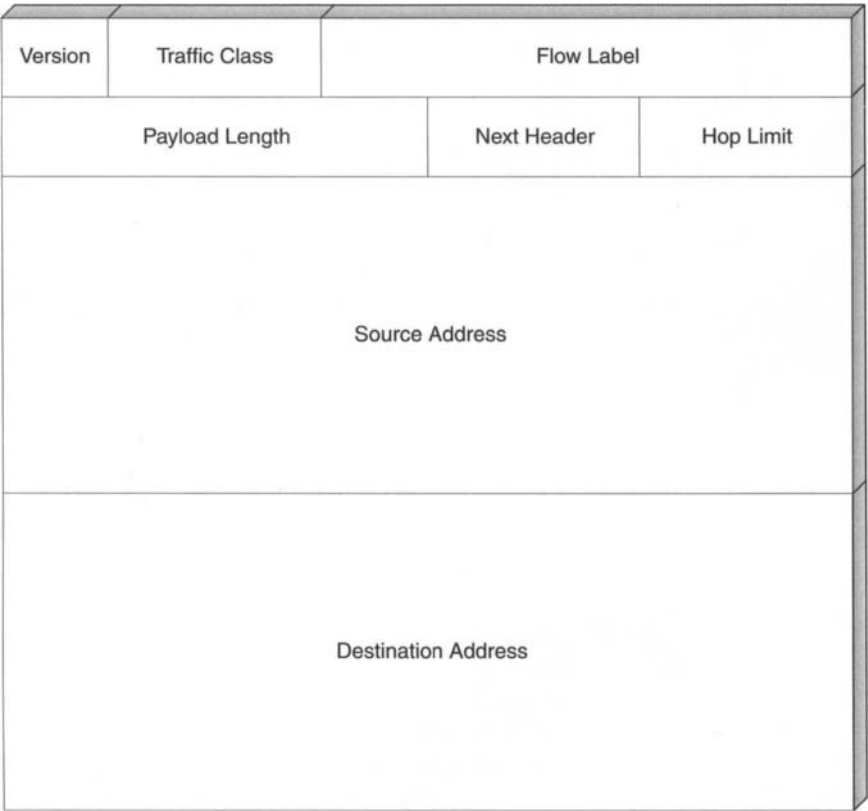 Version Traffic Class Flow Label
Payload Length Next Header Hop Limit
Source Address
Destination Address